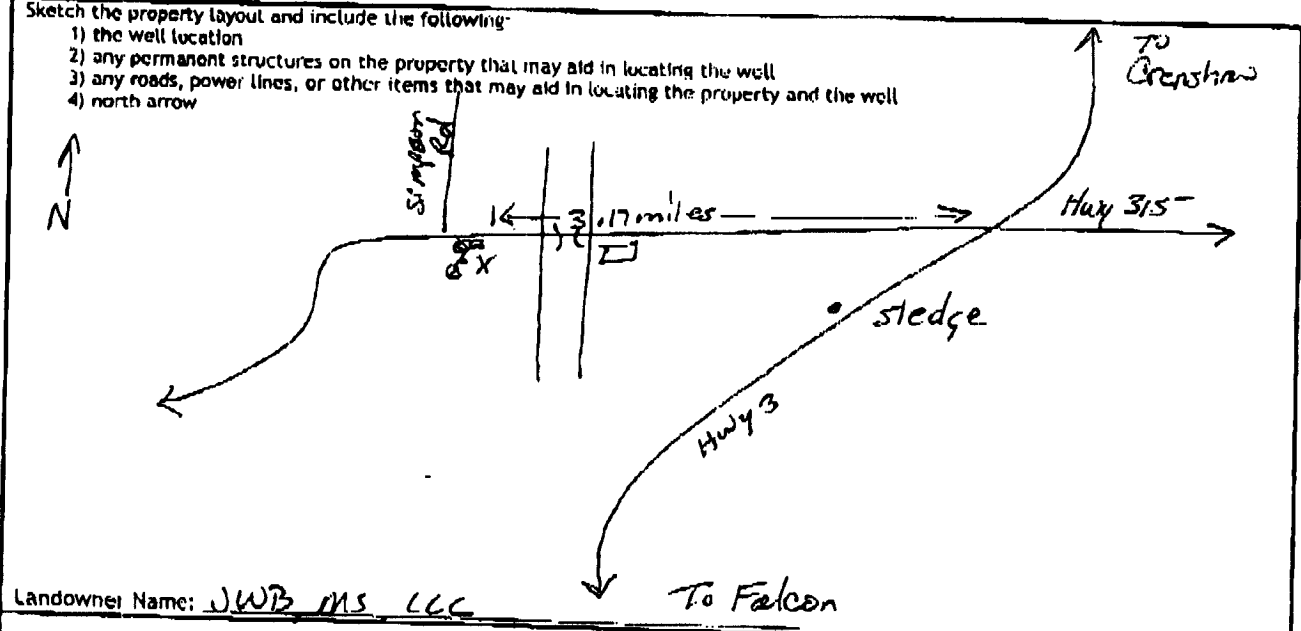 Sketch the property layout and include the following-
1) the well location
2) any permanent structures on the property that may aid in locating the well
3) any roads, power lines, or other items that may aid in locating the property and the well
4) north arrow
To
Crenshaw
Simpson
Rd
N
3.17 miles
Hwy 315
X
sledge
Hwy 3
To Falcon
Landowner Name: JWB MS LLC